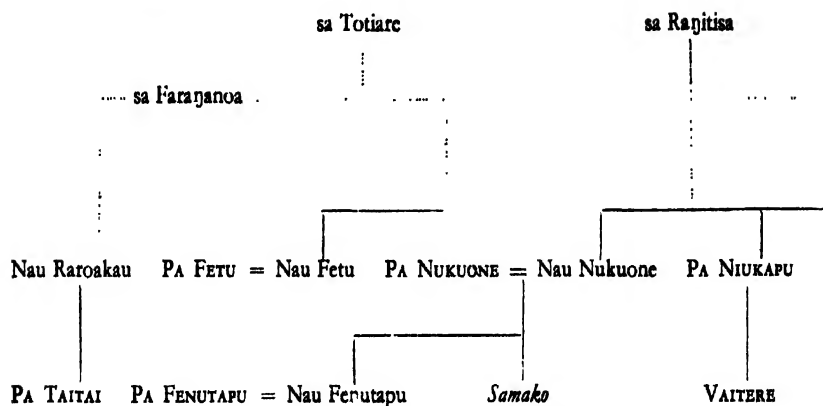 sa Totiare sa Raŋitisa
sa Faraŋanoa
Nau Raroakau PA FETU = Nau Fetu PA NUKUONE = Nau Nukuone PA NIUKAPU
PA TAITAI PA FENUTAPU = Nau Fenutapu Samako VAITERE